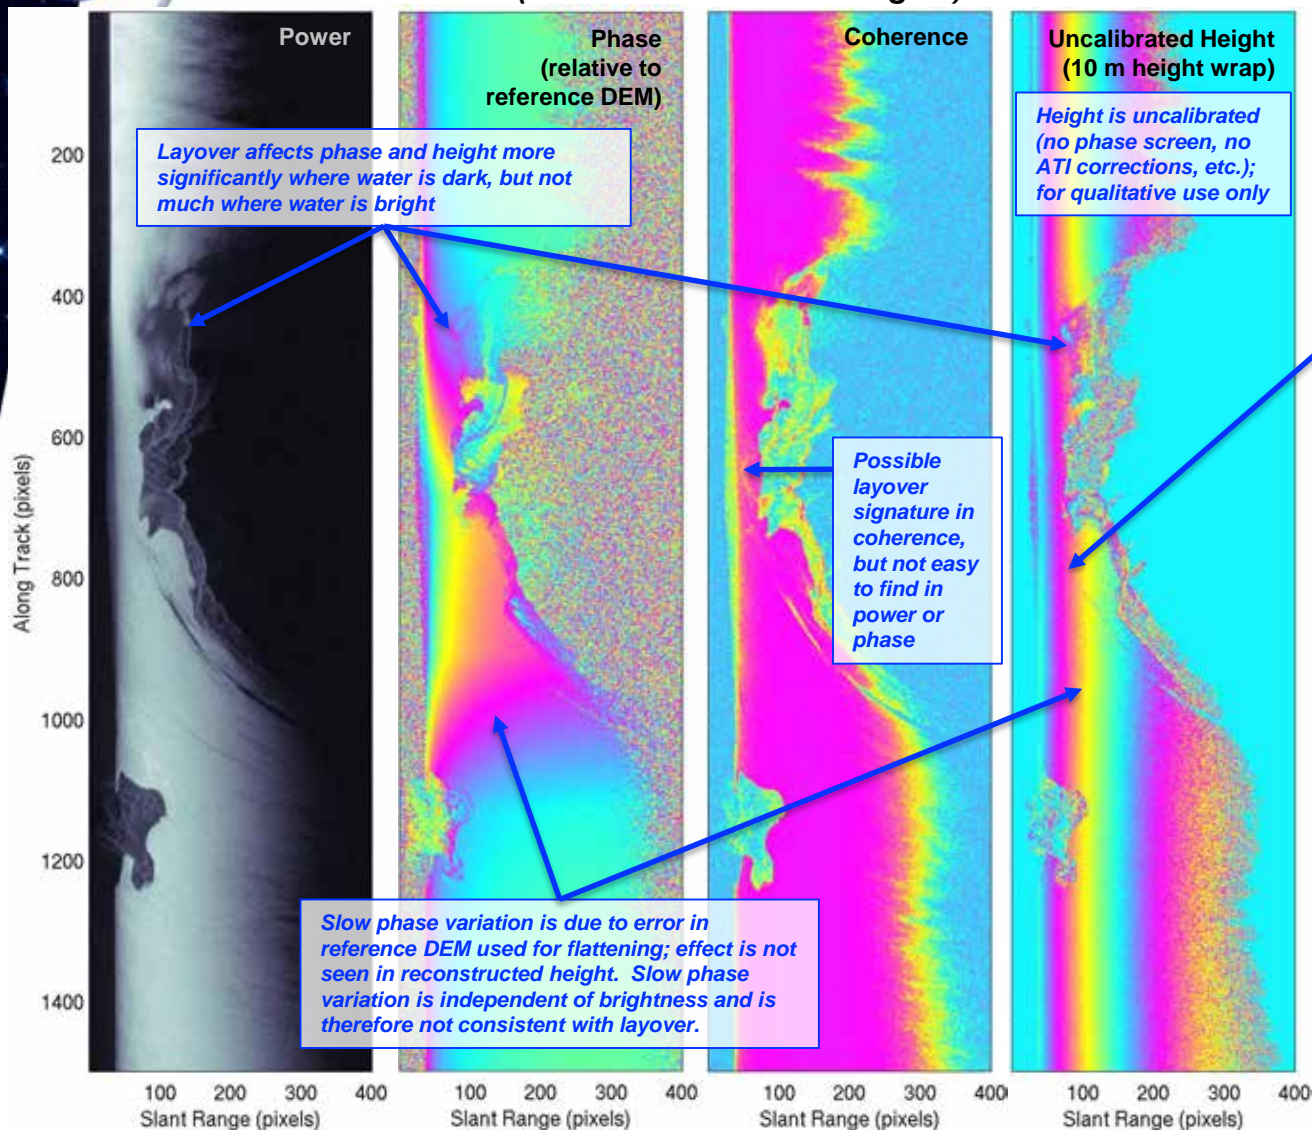 Power
Phase
(relative to
reference DEM)
Coherence
Uncalibrated Height
(10 m height wrap)
Layover affects phase and height more
significantly where water is dark, but not
much where water is bright
Height is uncalibrated
(no phase screen, no
ATI corrections, etc.);
for qualitative use only
Possible
layover
signature in
coherence,
but not easy
to find in
power or
phase
Slow phase variation is due to error in
reference DEM used for flattening; effect is not
seen in reconstructed height. Slow phase
variation is independent of brightness and is
therefore not consistent with layover.
Along Track (pixels)
200
400
600
800
1000
1200
1400
100 200 300 400
Slant Range (pixels)
100 200 300 400
Slant Range (pixels)
100 200 300 400
Slant Range (pixels)
100 200 300 400
Slant Range (pixels)